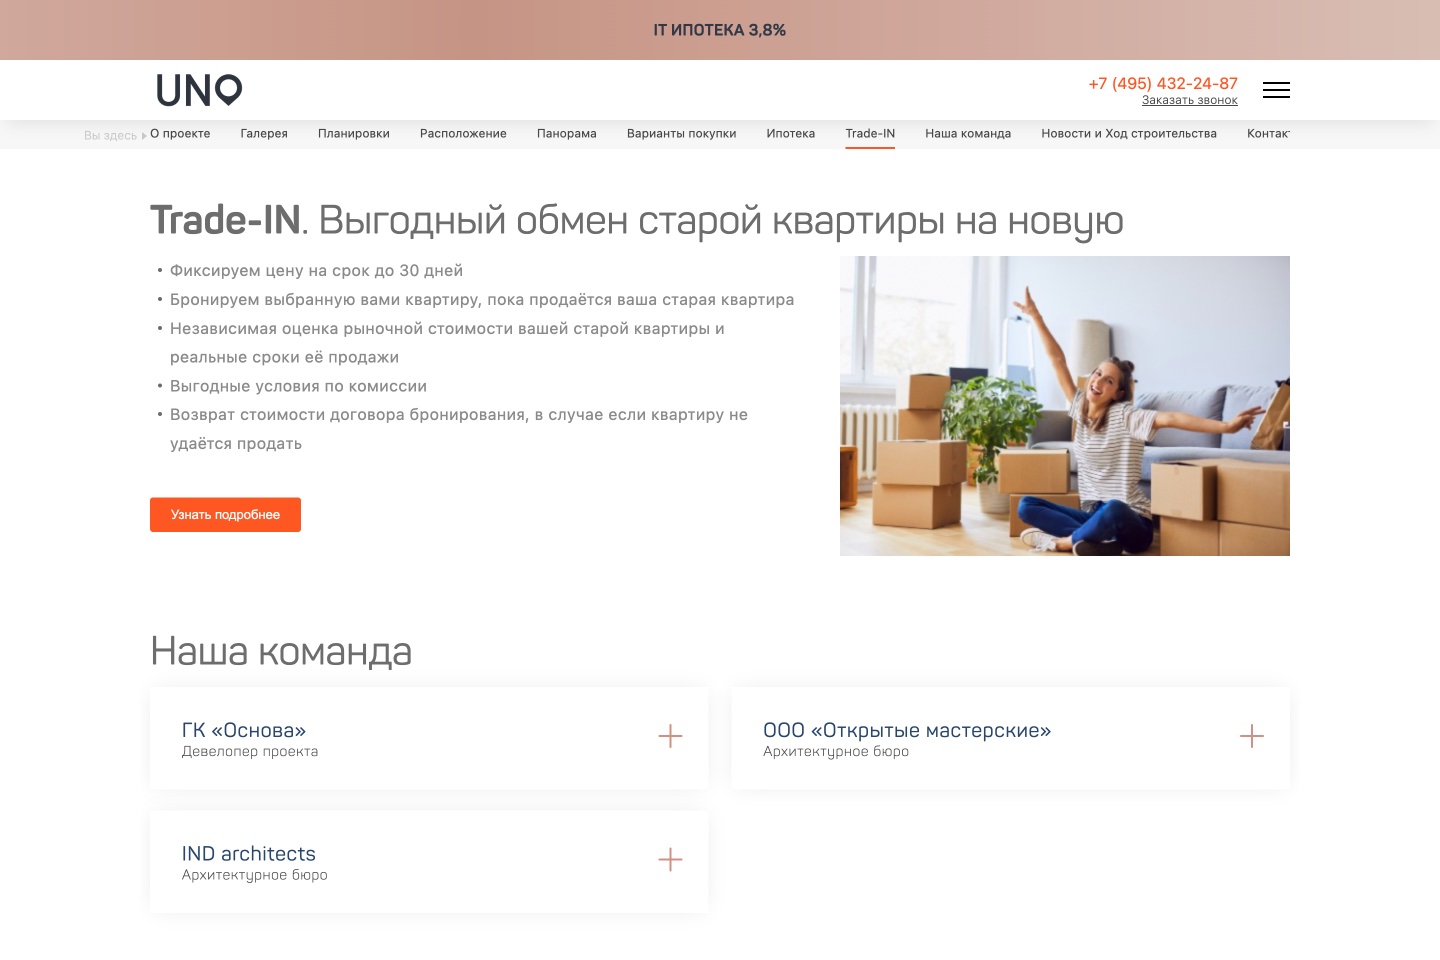 IT ИПОТЕКА 3,8%
UNO
+7 (495) 432-24-87
Заказать звонок
Вы здесь
О проекте
Галерея
Планировки
Расположение
Панорама
Варианты покупки
Ипотека
Trade-IN
Наша команда
Новости и Ход строительства
Контак
Trade-IN. Выгодный обмен старой квартиры на новую
• Фиксируем цену на срок до 30 дней
• Бронируем выбранную вами квартиру, пока продаётся ваша старая квартира
• Независимая оценка рыночной стоимости вашей старой квартиры и
реальные сроки её продажи
• Выгодные условия по комиссии
• Возврат стоимости договора бронирования, в случае если квартиру не
удаётся продать
Узнать подробнее
Наша команда
ГК «Основа»
Девелопер проекта
ООО «Открытые мастерские»
Архитектурное бюро
IND architects
Архитектурное бюро